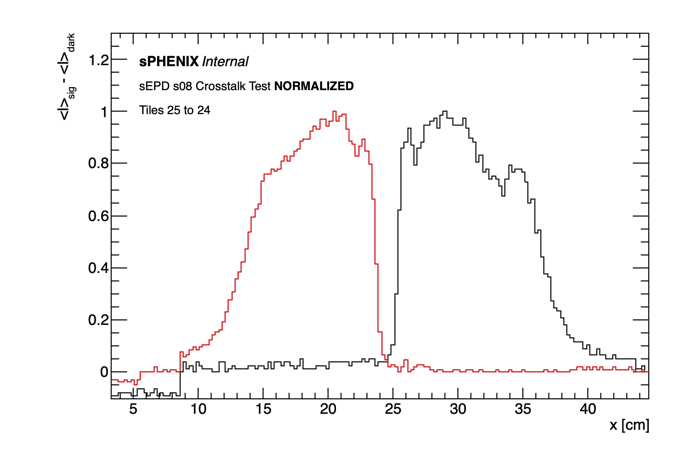 <I>sig - <I>dark
1.2
sPHENIX Internal
sEPD s08 Crosstalk Test NORMALIZED
Tiles 25 to 24
1
0.8
0.6
0.4
0.2
0
5 10 15 20 25 30 35 40
x [cm]